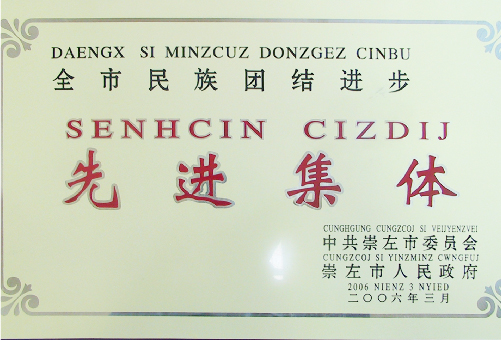 DAENGX SI MINZCUZ DONZGEZ CINBU
全市民族团结进步
SENHCIN CIZDIJ
先进集体
CUNGHGUNG CUNGZCOJ SI VEIJYENZVEI
中共崇左市委员会
CUNGZCOJ SI YINZMINZ CWNGFUJ
崇左市人民政府
2006 NIENZ 3 NYIED
二〇〇六年三月